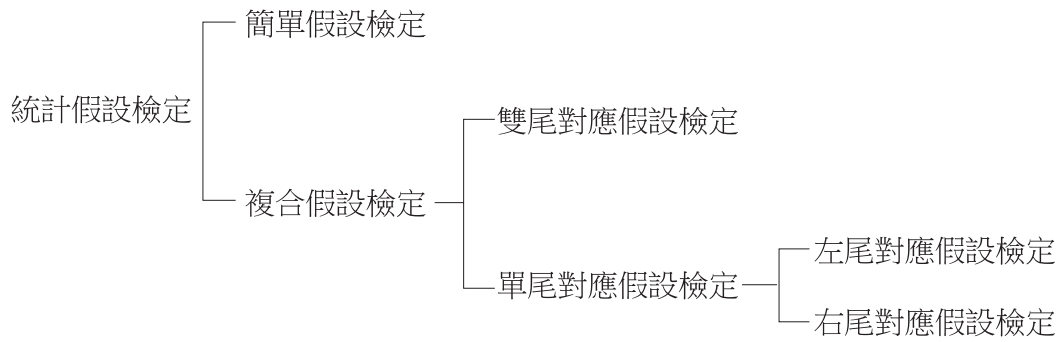 簡單假設檢定
統計假設檢定
雙尾對應假設檢定
複合假設檢定
左尾對應假設檢定
單尾對應假設檢定
右尾對應假設檢定